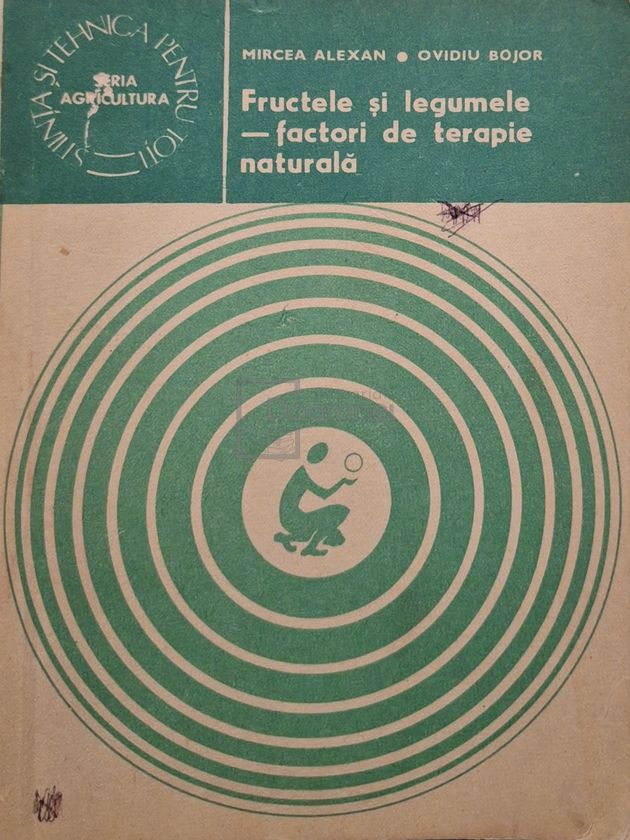 ȘTIINȚA ȘI TEHNICA PENTRU TOȚI
SERIA
AGRICULTURA
MIRCEA ALEXAN ● OVIDIU BOJOR
Fructele și legumele
— factori de terapie
naturală